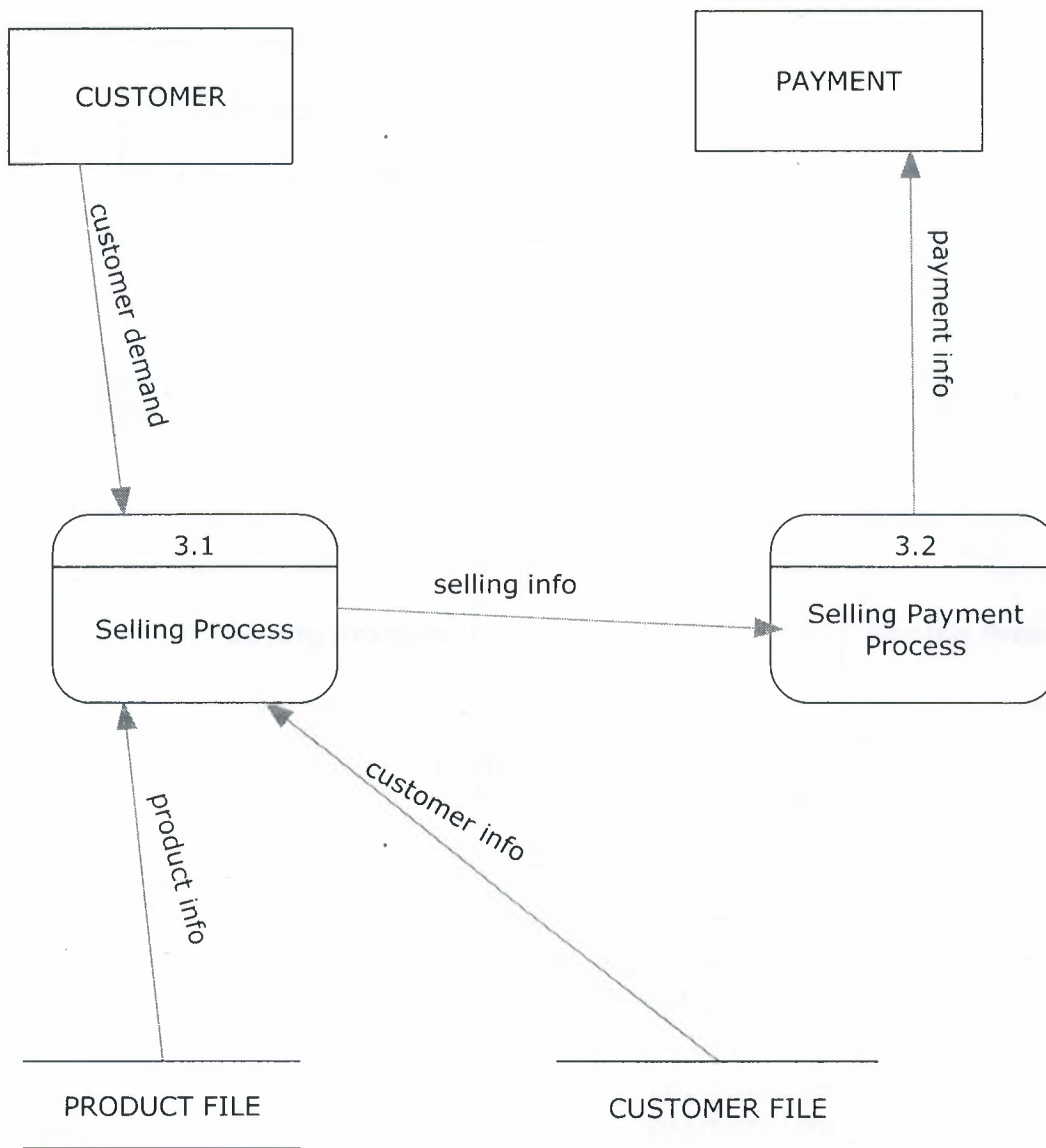 CUSTOMER
PAYMENT
customer demand
payment info
3.1
Selling Process
selling info
3.2
Selling Payment
Process
product info
customer info
PRODUCT FILE
CUSTOMER FILE